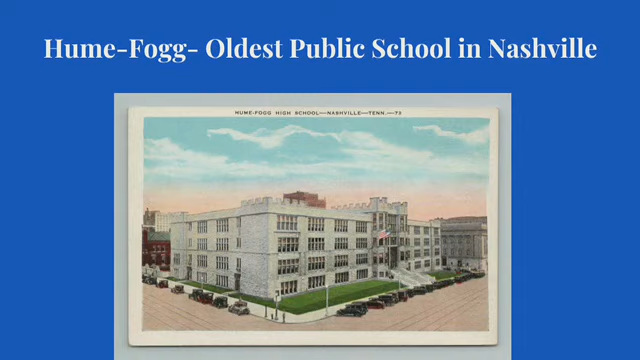 Hume-Fogg- Oldest Public School in Nashville
HUME-FOGG HIGH SCHOOL—NASHVILLE—TENN.—72